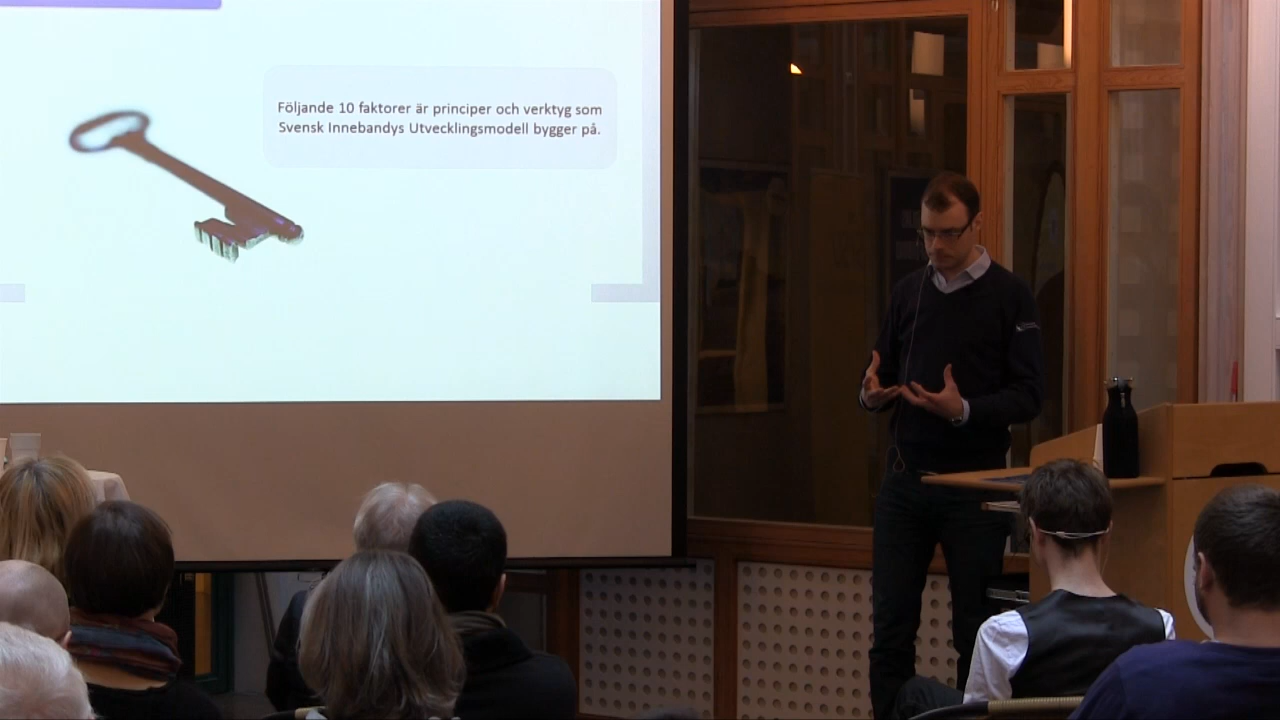 Följande 10 faktorer är principer och verktyg som
Svensk Innebandys Utvecklingsmodell bygger på.